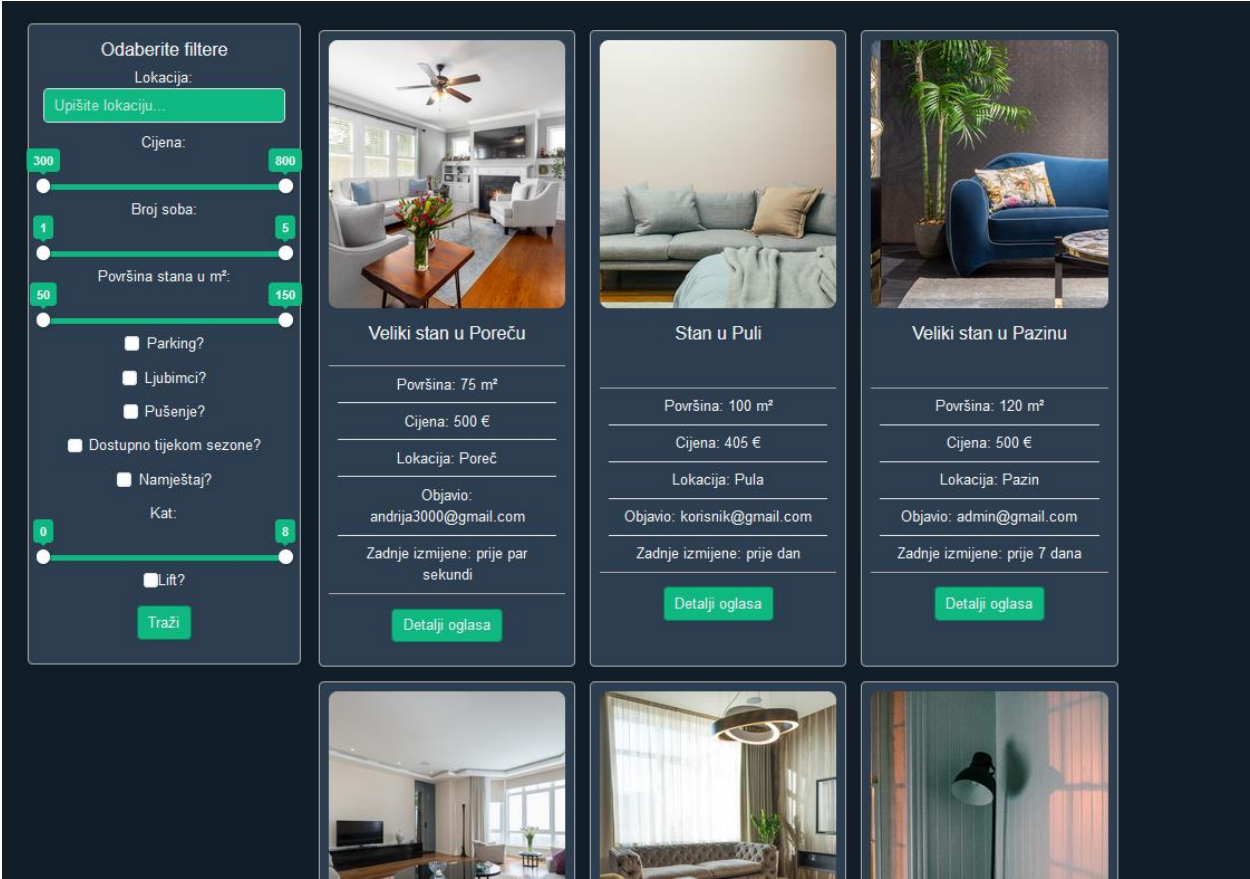 Odaberite filtere
Lokacija:
Upišite lokaciju...
Cijena:
300
800
Broj soba:
1
5
Površina stana u m²:
50
150
Parking?
Ljubimci?
Pušenje?
Dostupno tijekom sezone?
Namještaj?
Kat:
0
8
Lift?
Traži
Veliki stan u Poreču
Površina: 75 m²
Cijena: 500 €
Lokacija: Poreč
Objavio:
andrija3000@gmail.com
Zadnje izmijene: prije par
sekundi
Detalji oglasa
Stan u Puli
Površina: 100 m²
Cijena: 405 €
Lokacija: Pula
Objavio: korisnik@gmail.com
Zadnje izmijene: prije dan
Detalji oglasa
Veliki stan u Pazinu
Površina: 120 m²
Cijena: 500 €
Lokacija: Pazin
Objavio: admin@gmail.com
Zadnje izmijene: prije 7 dana
Detalji oglasa